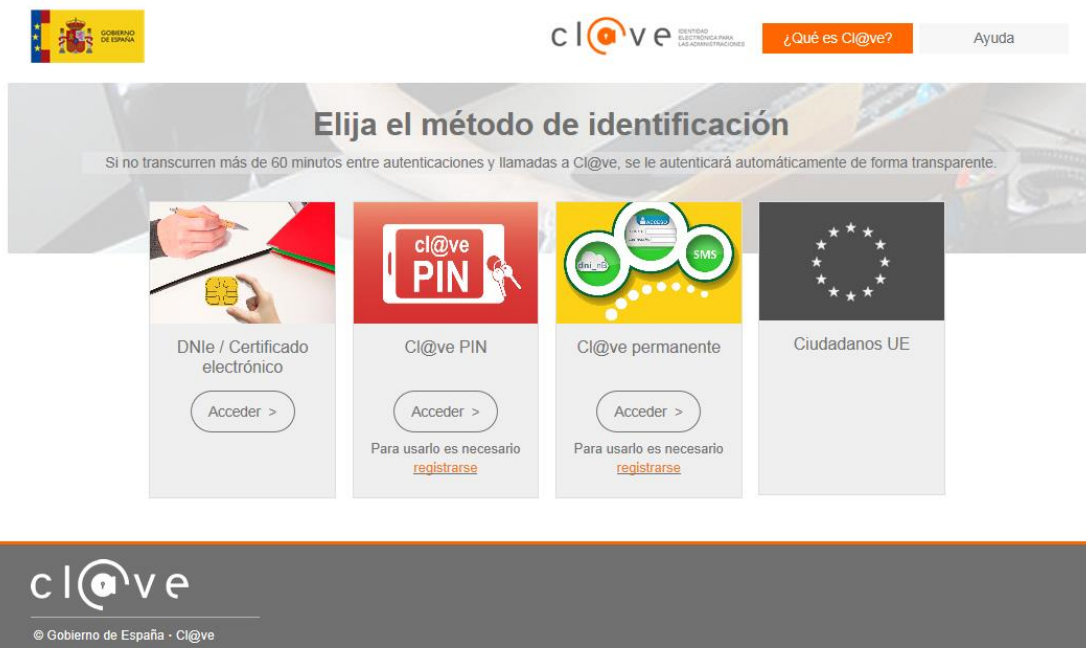 GOBIERNO
DE ESPAÑA
cl@ve
IDENTIDAD
ELECTRÓNICA PARA
LAS ADMINISTRACIONES
¿Qué es Cl@ve?
Ayuda
Elija el método de identificación
Si no transcurren más de 60 minutos entre autenticaciones y llamadas a Cl@ve, se le autenticará automáticamente de forma transparente.
cl@ve
PIN
ACCESO
dni_nG
SMS
DNIe / Certificado
electrónico
Acceder >
Cl@ve PIN
Acceder >
Para usarlo es necesario
registrarse
Cl@ve permanente
Acceder >
Para usarlo es necesario
registrarse
Ciudadanos UE
cl@ve
© Gobierno de España · Cl@ve